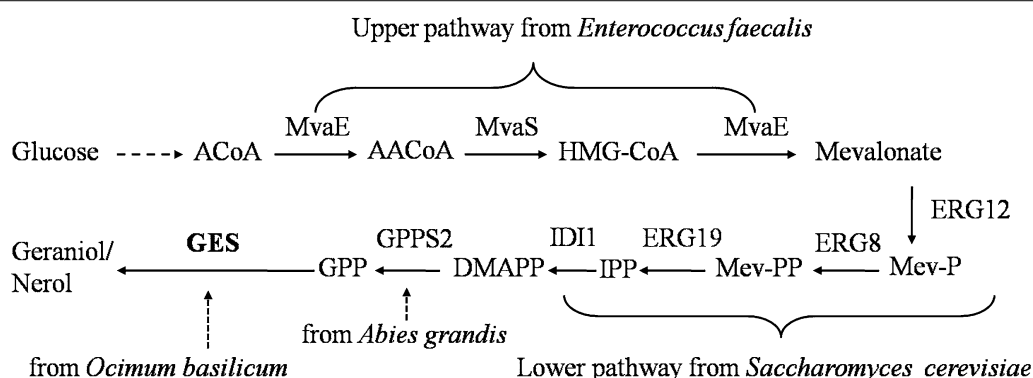 Upper pathway from Enterococcus faecalis
MvaE MvaS MvaE
Glucose ACoA AACoA HMG-CoA Mevalonate
ERG12
GES GPPS2 IDI1 ERG19 ERG8
Geraniol/
Nerol
GPP DMAPP IPP Mev-PP Mev-P
from Abies grandis
from Ocimum basilicum
Lower pathway from Saccharomyces cerevisiae